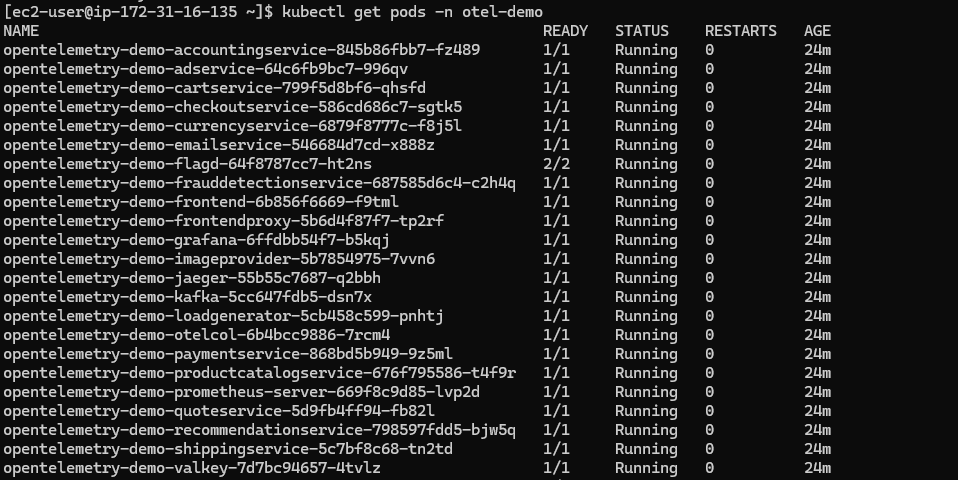 [ec2-user@ip-172-31-16-135 ~]$ kubectl get pods -n otel-demo
NAME READY STATUS RESTARTS AGE
opentelemetry-demo-accountingservice-845b86fbb7-fz489 1/1 Running 0 24m
opentelemetry-demo-adservice-64c6fb9bc7-996qv 1/1 Running 0 24m
opentelemetry-demo-cartservice-799f5d8bf6-qhsfd 1/1 Running 0 24m
opentelemetry-demo-checkoutservice-586cd686c7-sgtk5 1/1 Running 0 24m
opentelemetry-demo-currencyservice-6879f8777c-f8j5l 1/1 Running 0 24m
opentelemetry-demo-emailservice-546684d7cd-x888z 1/1 Running 0 24m
opentelemetry-demo-flagd-64f8787cc7-ht2ns 2/2 Running 0 24m
opentelemetry-demo-frauddetectionservice-687585d6c4-c2h4q 1/1 Running 0 24m
opentelemetry-demo-frontend-6b856f6669-f9tml 1/1 Running 0 24m
opentelemetry-demo-frontendproxy-5b6d4f87f7-tp2rf 1/1 Running 0 24m
opentelemetry-demo-grafana-6ffdbb54f7-b5kqj 1/1 Running 0 24m
opentelemetry-demo-imageprovider-5b7854975-7vvn6 1/1 Running 0 24m
opentelemetry-demo-jaeger-55b55c7687-q2bbh 1/1 Running 0 24m
opentelemetry-demo-kafka-5cc647fdb5-dsn7x 1/1 Running 0 24m
opentelemetry-demo-loadgenerator-5cb458c599-pnhtj 1/1 Running 0 24m
opentelemetry-demo-otelcol-6b4bcc9886-7rcm4 1/1 Running 0 24m
opentelemetry-demo-paymentservice-868bd5b949-9z5ml 1/1 Running 0 24m
opentelemetry-demo-productcatalogservice-676f795586-t4f9r 1/1 Running 0 24m
opentelemetry-demo-prometheus-server-669f8c9d85-lvp2d 1/1 Running 0 24m
opentelemetry-demo-quoteservice-5d9fb4ff94-fb82l 1/1 Running 0 24m
opentelemetry-demo-recommendationservice-798597fdd5-bjw5q 1/1 Running 0 24m
opentelemetry-demo-shippingservice-5c7bf8c68-tn2td 1/1 Running 0 24m
opentelemetry-demo-valkey-7d7bc94657-4tvlz 1/1 Running 0 24m